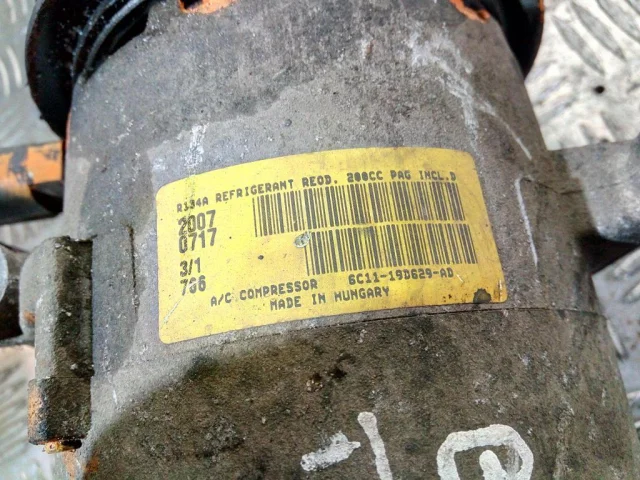 R134A REFRIGERANT REQD. 200CC PAG INCL.D
2007
0717
3/1
736
6C11-19D629-AD
A/C COMPRESSOR
MADE IN HUNGARY